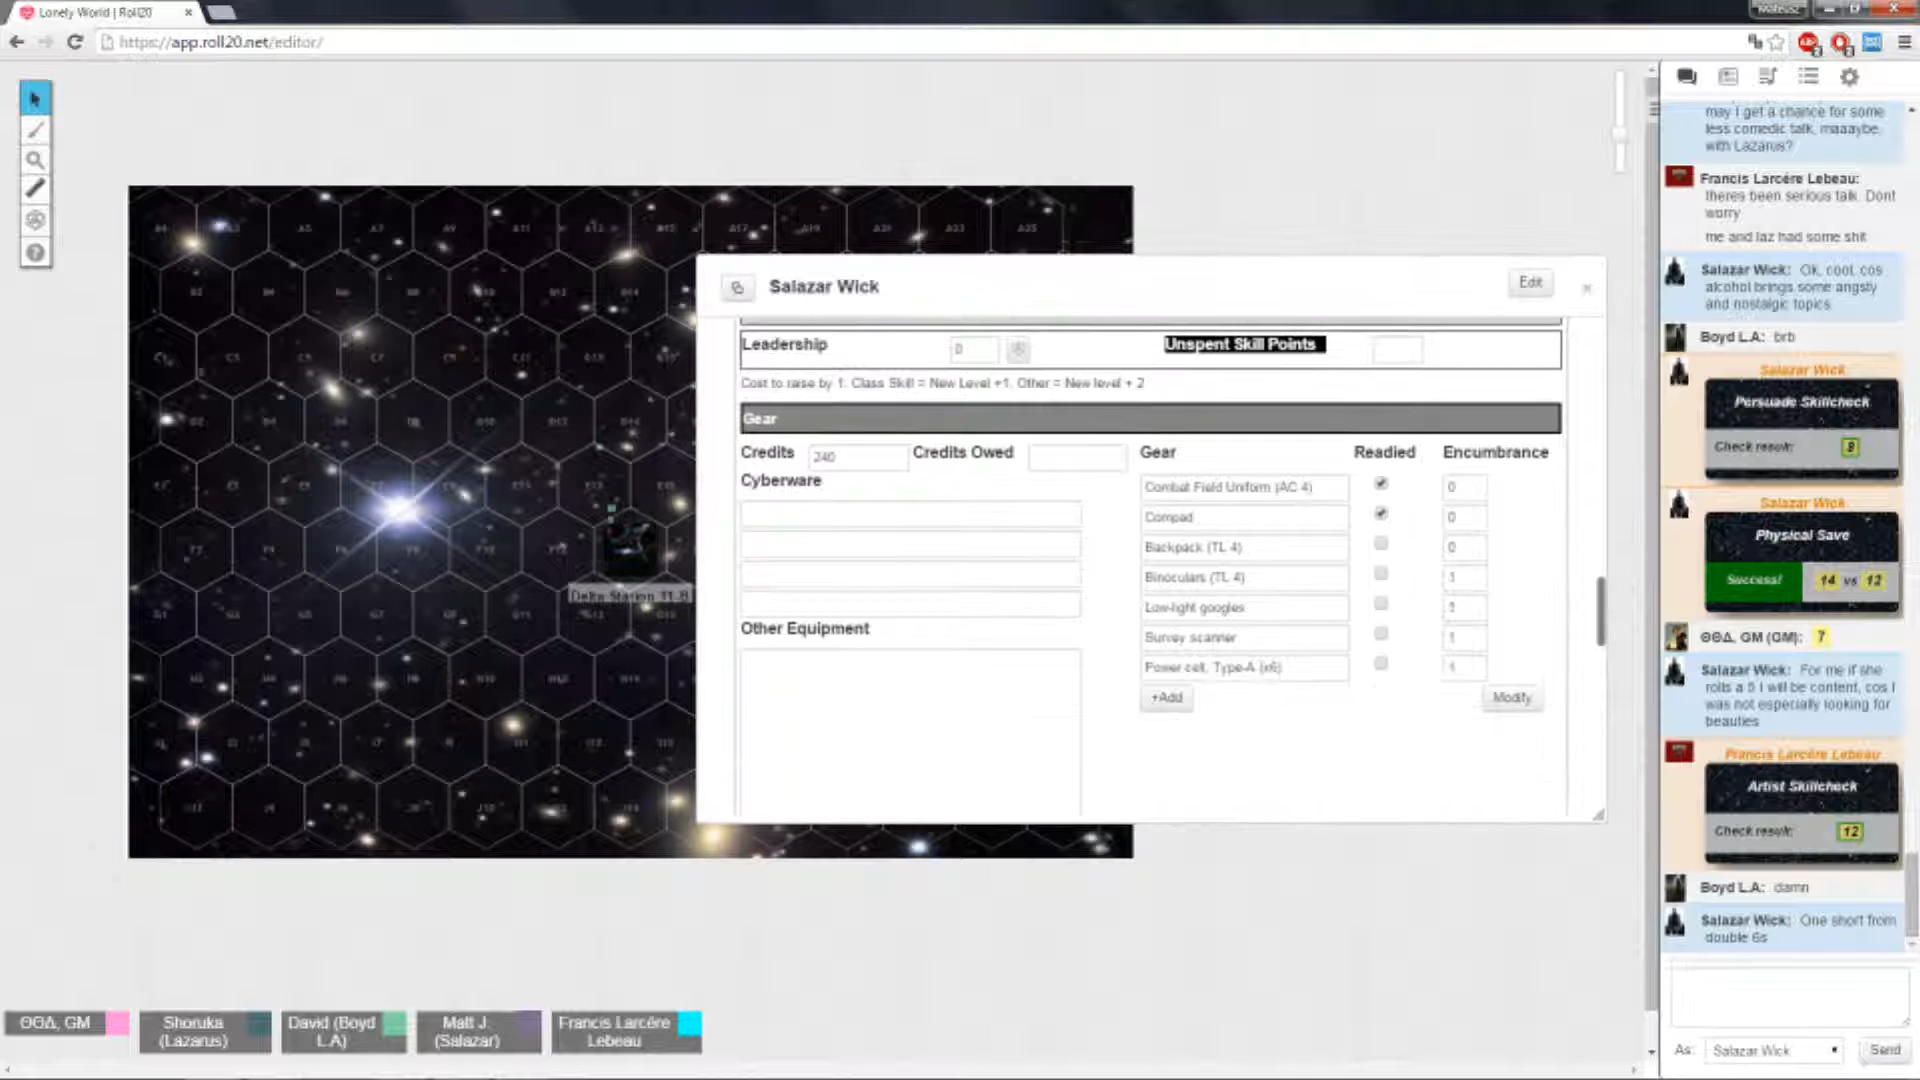 Lonely World | Roll20
Mateusz
https://app.roll20.net/editor/
may I get a chance for some
less comedic talk, maaaybe,
with Lazarus?
Francis Larcére Lebeau:
theres been serious talk. Dont
worry
me and laz had some shit
Salazar Wick: Ok, cool, cos
alcohol brings some angsty
and nostalgic topics
Boyd L.A: brb
Salazar Wick
Persuade Skillcheck
Check result: 8
Salazar Wick
Physical Save
Success! 14 vs 12
ΘΘΔ, GM (GM): 7
Salazar Wick: For me if she
rolls a 5 I will be content, cos I
was not especially looking for
beauties
Francis Larcére Lebeau
Artist Skillcheck
Check result: 12
Boyd L.A: damn
Salazar Wick: One short from
double 6s
As: Salazar Wick Send
Salazar Wick Edit
Leadership 0 Unspent Skill Points
Cost to raise by 1: Class Skill = New Level +1. Other = New level + 2
Gear
Credits 240 Credits Owed
Cyberware
Other Equipment
Gear Readied Encumbrance
Combat Field Uniform (AC 4) 0
Compad 0
Backpack (TL 4) 0
Binoculars (TL 4) 1
Low-light googles 1
Survey scanner 1
Power cell, Type-A (x6) 1
+Add Modify
Delta Station 11-B
ΘΘΔ, GM
Shoruka
(Lazarus)
David (Boyd
L.A)
Matt J.
(Salazar)
Francis Larcére
Lebeau